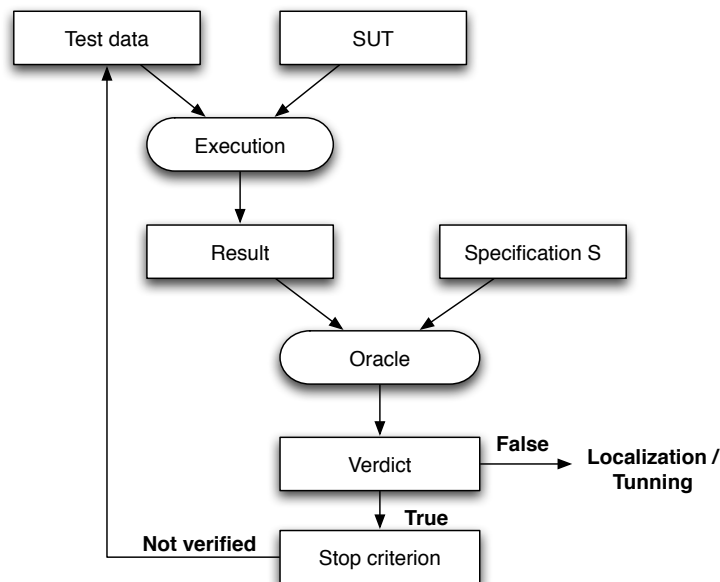 Test data
SUT
Execution
Result
Specification S
Oracle
Verdict
False
Localization /
Tunning
True
Not verified
Stop criterion